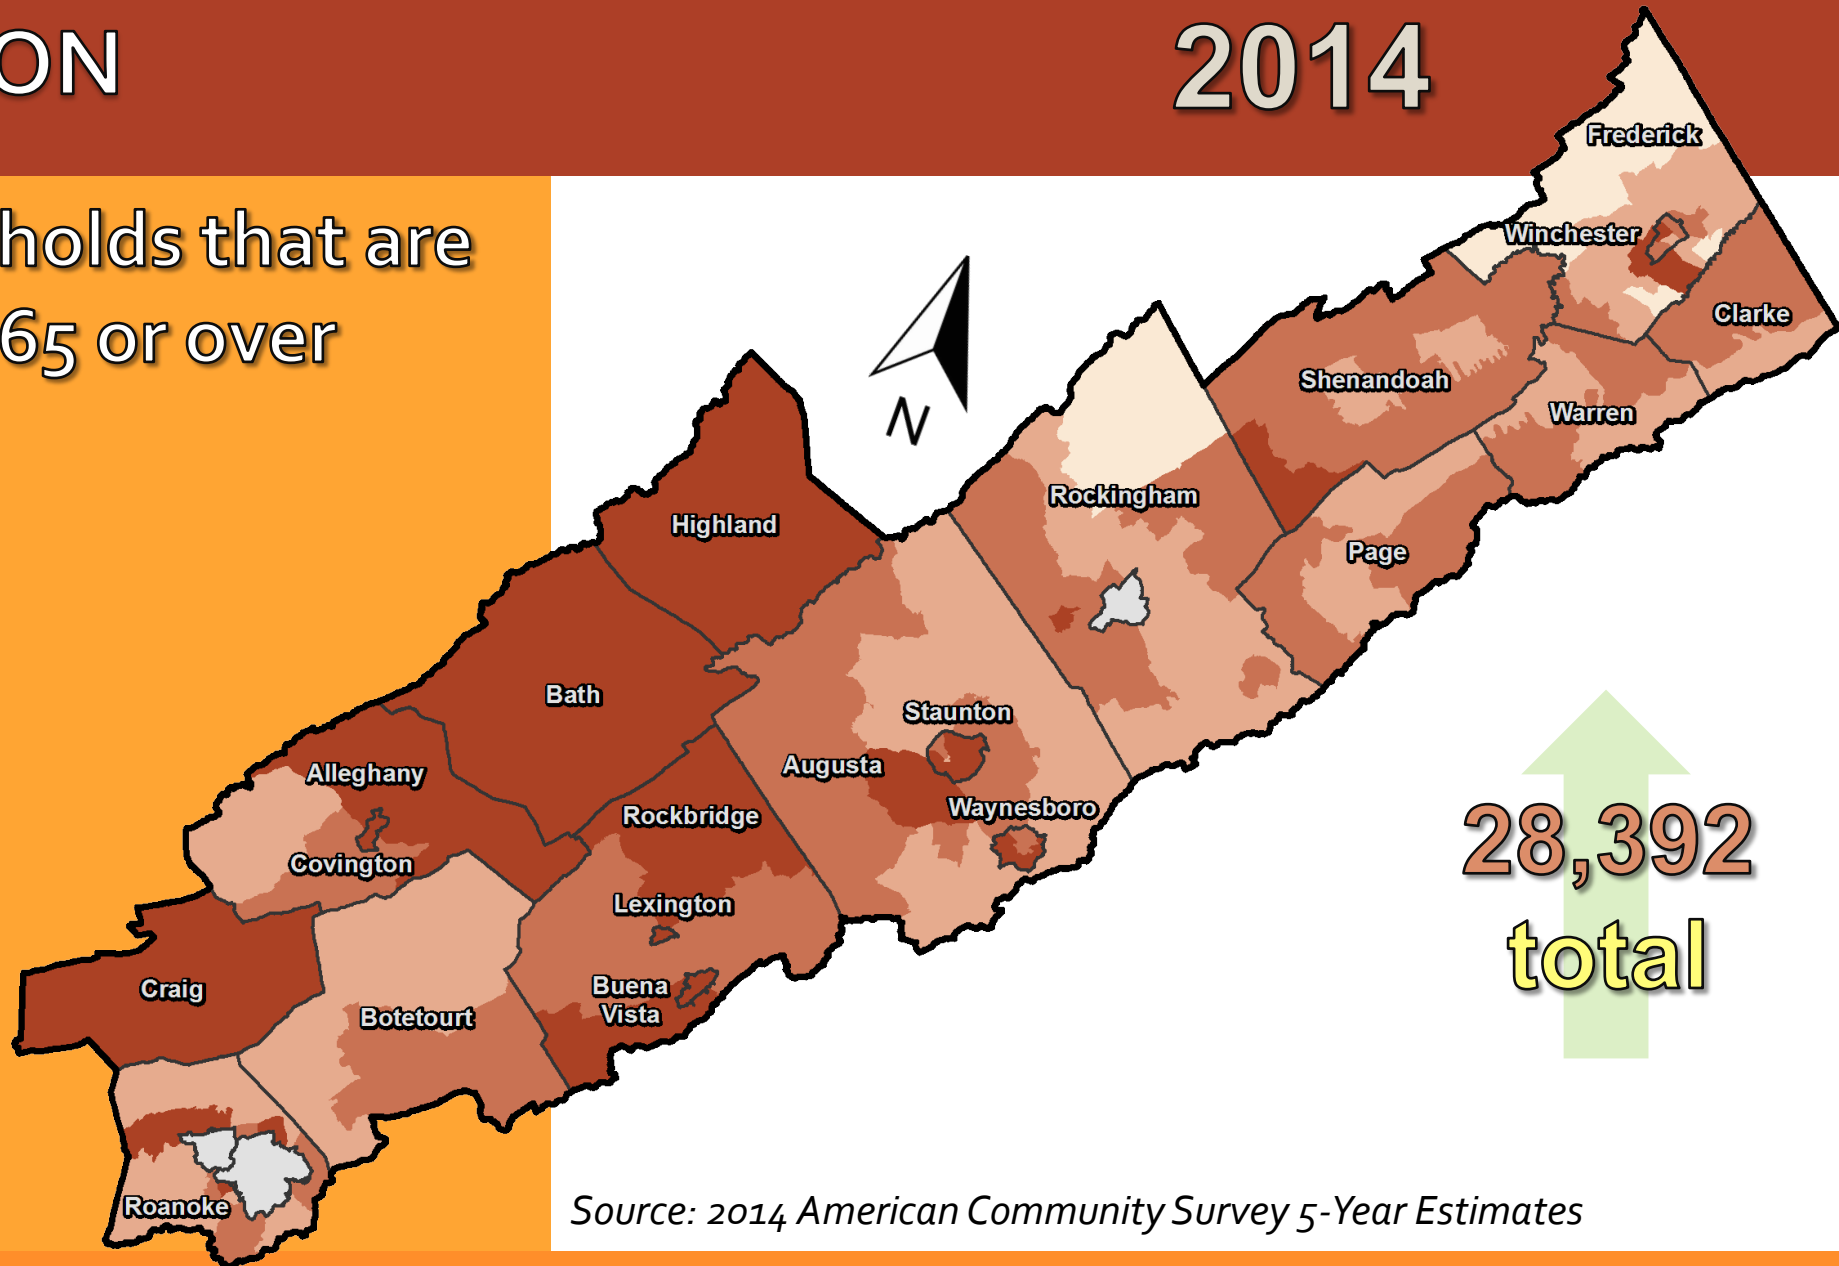 ON
2014
holds that are
65 or over
Frederick
Winchester
Clarke
Shenandoah
Warren
Rockingham
Page
Highland
Bath
Staunton
Augusta
Alleghany
Waynesboro
Rockbridge
Covington
Lexington
Craig
Buena
Vista
Botetourt
Roanoke
N
28,392
total
Source: 2014 American Community Survey 5-Year Estimates